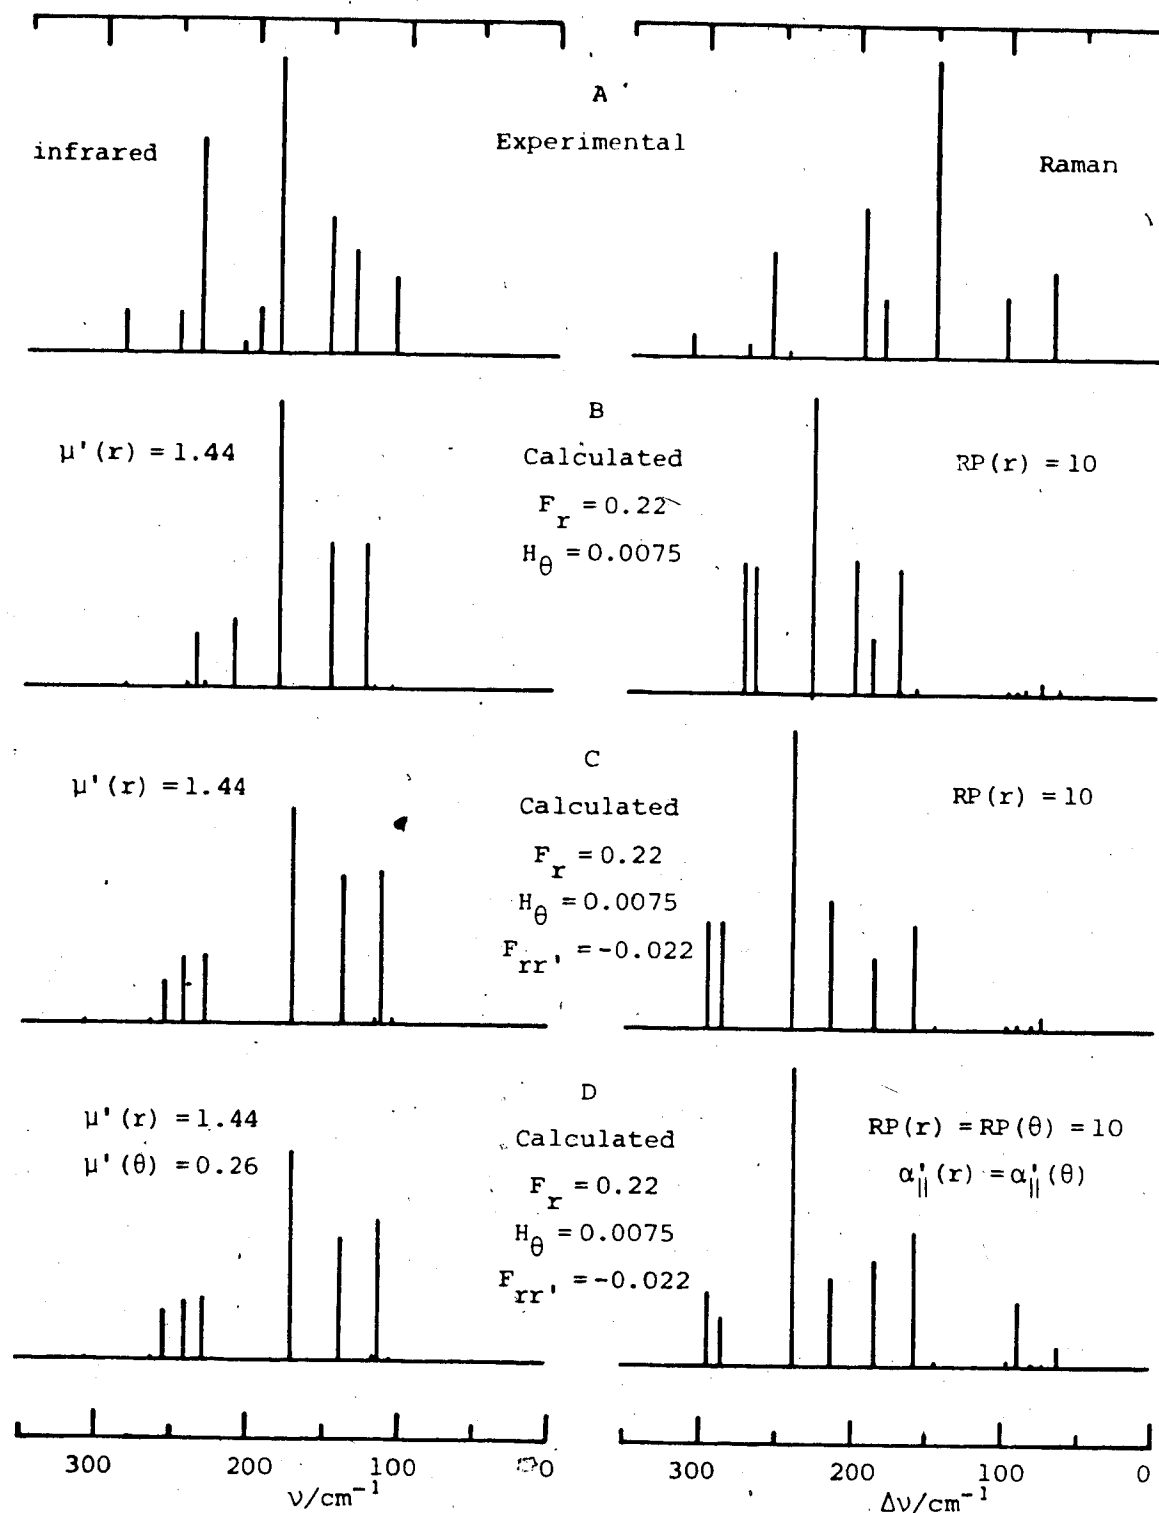 A
infrared
Experimental
Raman
B
μ'(r) = 1.44
Calculated
RP(r) = 10
F_r = 0.22
H_θ = 0.0075
C
μ'(r) = 1.44
Calculated
RP(r) = 10
F_r = 0.22
H_θ = 0.0075
F_rr' = -0.022
D
μ'(r) = 1.44
Calculated
RP(r) = RP(θ) = 10
μ'(θ) = 0.26
F_r = 0.22
α'_||(r) = α'_||(θ)
H_θ = 0.0075
F_rr' = -0.022
300 200 100 0 300 200 100 0
ν/cm⁻¹ Δν/cm⁻¹